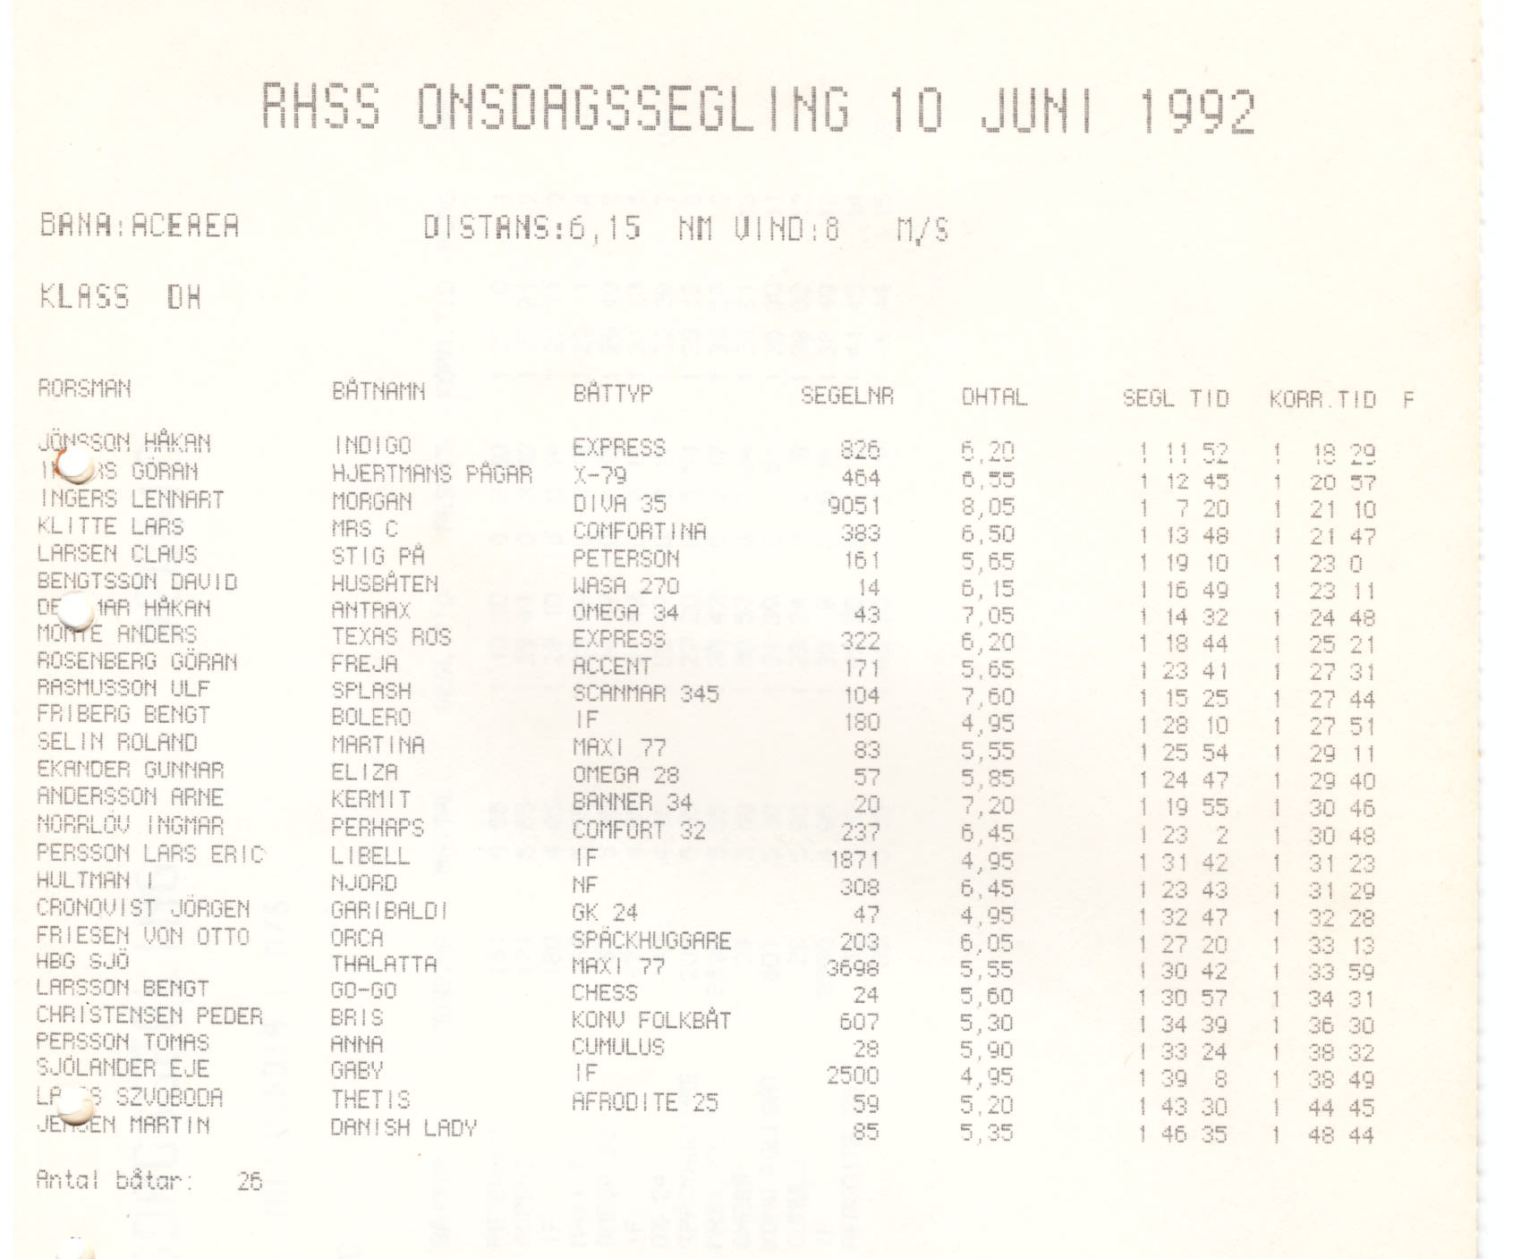 RHSS ONSDAGSSEGLING 10 JUNI 1992
BANA:ACEAEA DISTANS:6,15 NM VIND:8 M/S
KLASS DH
RORSMAN BÅTNAMN BÅTTYP SEGELNR DHTAL SEGL TID KORR.TID F
JÖNSSON HÅKAN INDIGO EXPRESS 826 6,20 1 11 52 1 18 29
GÖRAN HJERTMANS PÅGAR X-79 464 6,55 1 12 45 1 20 57
INGERS LENNART MORGAN DIVA 35 9051 8,05 1 7 20 1 21 10
KLITTE LARS MRS C COMFORTINA 383 6,50 1 13 48 1 21 47
LARSEN CLAUS STIG PÅ PETERSON 161 5,65 1 19 10 1 23 0
BENGTSSON DAVID HUSBÅTEN WASA 270 14 6,15 1 16 49 1 23 11
HÅKAN ANTRAX OMEGA 34 43 7,05 1 14 32 1 24 48
MONTE ANDERS TEXAS ROS EXPRESS 322 6,20 1 18 44 1 25 21
ROSENBERG GÖRAN FREJA ACCENT 171 5,65 1 23 41 1 27 31
RASMUSSON ULF SPLASH SCANMAR 345 104 7,60 1 15 25 1 27 44
FRIBERG BENGT BOLERO IF 180 4,95 1 28 10 1 27 51
SELIN ROLAND MARTINA MAXI 77 83 5,55 1 25 54 1 29 11
EKANDER GUNNAR ELIZA OMEGA 28 57 5,85 1 24 47 1 29 40
ANDERSSON ARNE KERMIT BANNER 34 20 7,20 1 19 55 1 30 46
NORRLOV INGMAR PERHAPS COMFORT 32 237 6,45 1 23 2 1 30 48
PERSSON LARS ERIC LIBELL IF 1871 4,95 1 31 42 1 31 23
HULTMAN I NJORD NF 308 6,45 1 23 43 1 31 29
CRONQVIST JÖRGEN GARIBALDI GK 24 47 4,95 1 32 47 1 32 28
FRIESEN VON OTTO ORCA SPÄCKHUGGARE 203 6,05 1 27 20 1 33 13
HBG SJÖ THALATTA MAXI 77 3698 5,55 1 30 42 1 33 59
LARSSON BENGT GO-GO CHESS 24 5,60 1 30 57 1 34 31
CHRISTENSEN PEDER BRIS KONV FOLKBÅT 607 5,30 1 34 39 1 36 30
PERSSON TOMAS ANNA CUMULUS 28 5,90 1 33 24 1 38 32
SJÖLANDER EJE GABY IF 2500 4,95 1 39 8 1 38 49
SZVOBODA THETIS AFRODITE 25 59 5,20 1 43 30 1 44 45
JENSEN MARTIN DANISH LADY 85 5,35 1 46 35 1 48 44
Antal båtar: 26